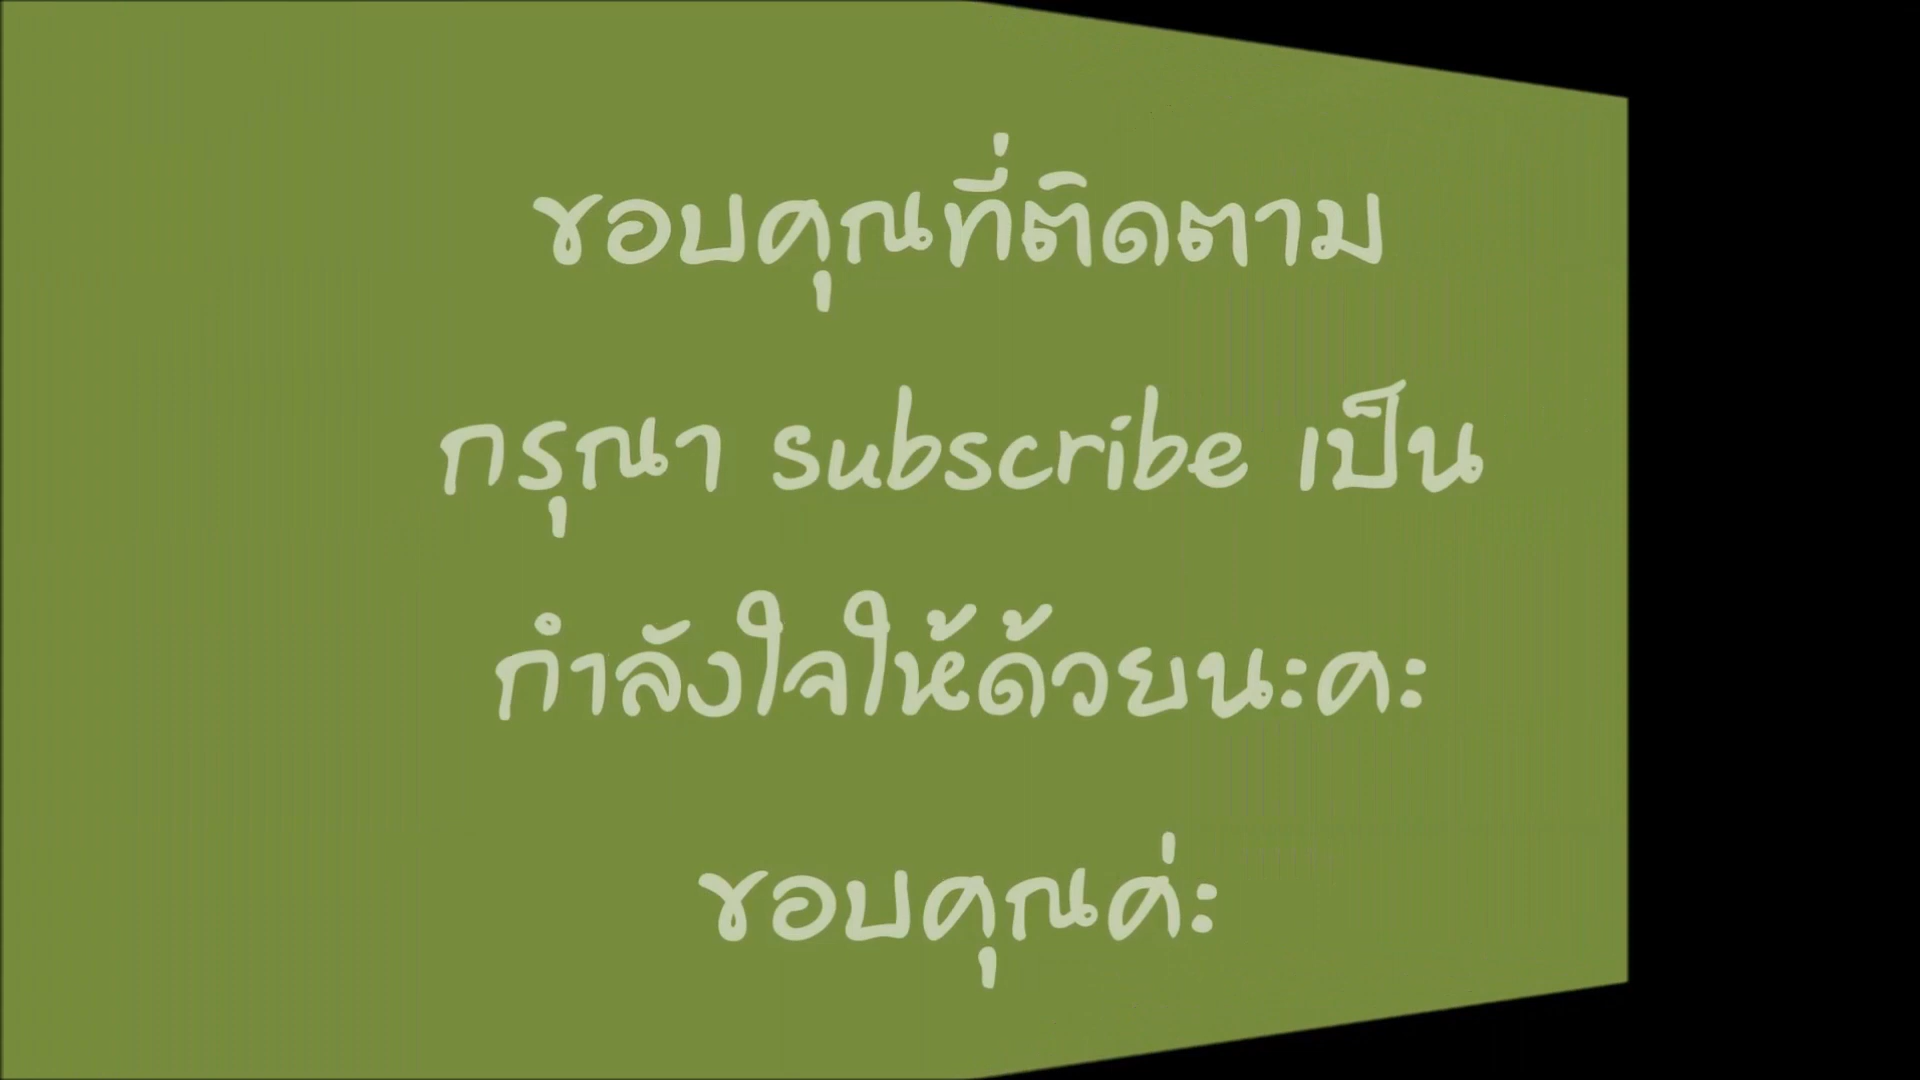 ขอบคุณที่ติดตาม
กรุณา subscribe เป็น
กำลังใจให้ด้วยนะคะ
ขอบคุณค่ะ